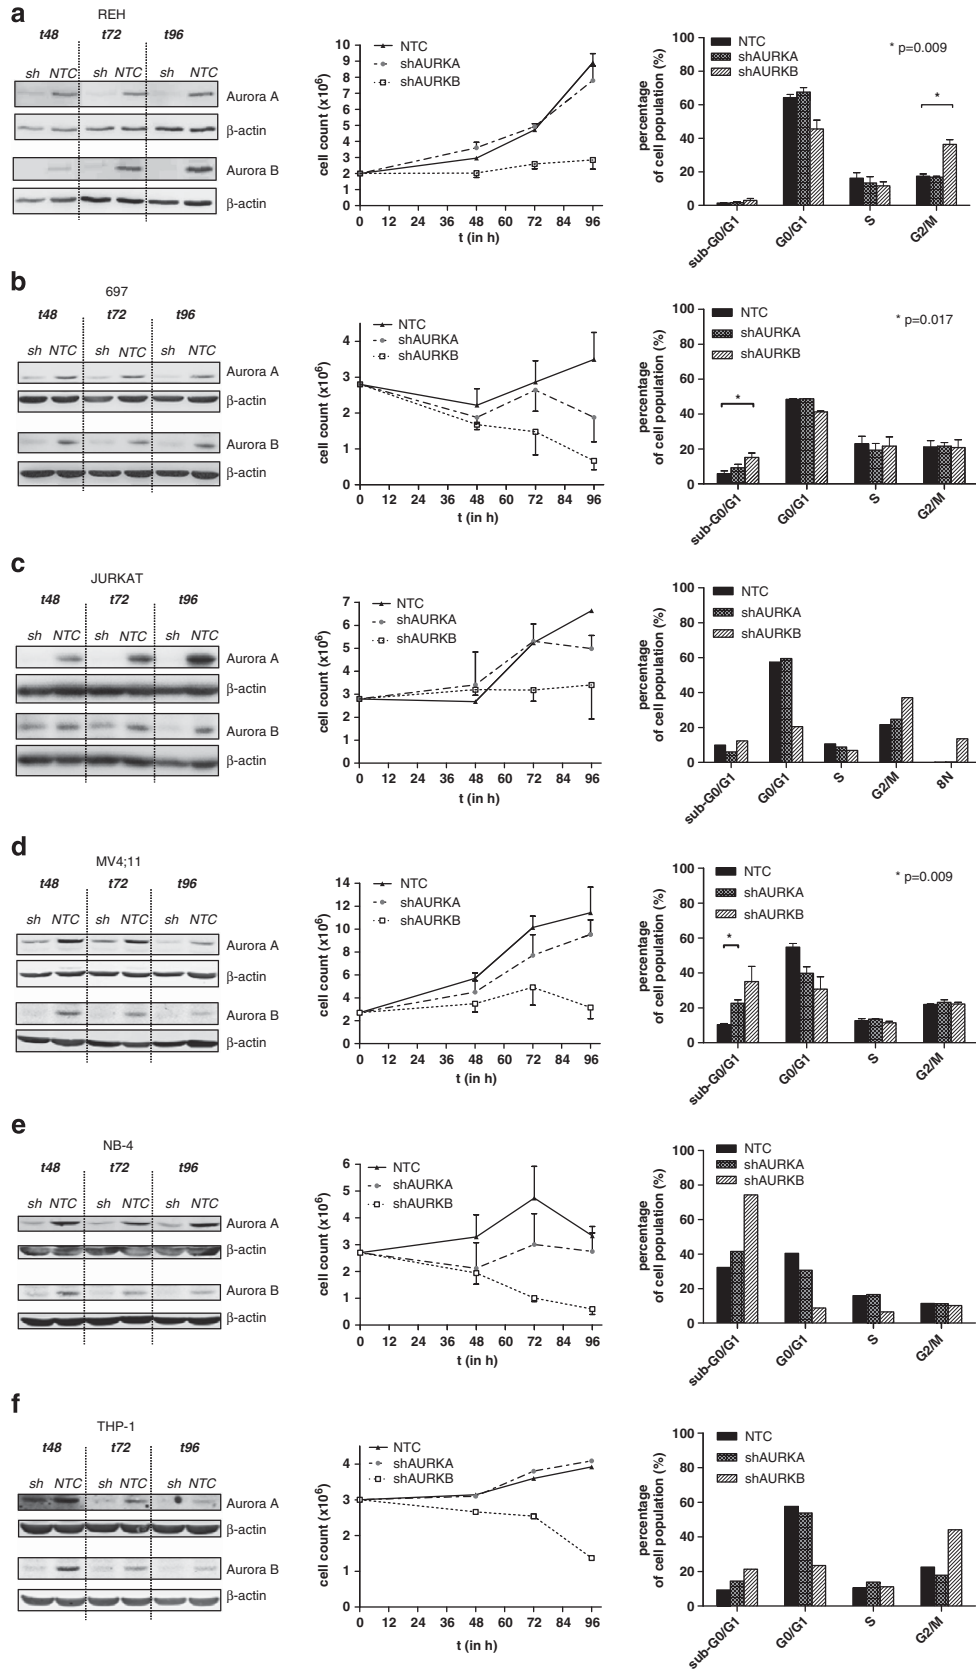 a
REH
t48 t72 t96
sh NTC sh NTC sh NTC
Aurora A
β-actin
Aurora B
β-actin
cell count (x10⁶)
10
9
8
7
6
5
4
3
2
1
0
NTC
shAURKA
shAURKB
0 12 24 36 48 60 72 84 96
t (in h)
percentage
of cell population (%)
100
80
60
40
20
0
NTC
shAURKA
shAURKB
* p=0.009
*
sub-G0/G1 G0/G1 S G2/M
b
697
t48 t72 t96
sh NTC sh NTC sh NTC
Aurora A
β-actin
Aurora B
β-actin
cell count (x10⁶)
4
3
2
1
0
NTC
shAURKA
shAURKB
0 12 24 36 48 60 72 84 96
t (in h)
percentage
of cell population (%)
100
80
60
40
20
0
NTC
shAURKA
shAURKB
* p=0.017
*
sub-G0/G1 G0/G1 S G2/M
c
JURKAT
t48 t72 t96
sh NTC sh NTC sh NTC
Aurora A
β-actin
Aurora B
β-actin
cell count (x10⁶)
7
6
5
4
3
2
1
0
NTC
shAURKA
shAURKB
0 12 24 36 48 60 72 84 96
t (in h)
percentage
of cell population (%)
100
80
60
40
20
0
NTC
shAURKA
shAURKB
sub-G0/G1 G0/G1 S G2/M 8N
d
MV4;11
t48 t72 t96
sh NTC sh NTC sh NTC
Aurora A
β-actin
Aurora B
β-actin
cell count (x10⁶)
14
12
10
8
6
4
2
0
NTC
shAURKA
shAURKB
0 12 24 36 48 60 72 84 96
t (in h)
percentage
of cell population (%)
100
80
60
40
20
0
NTC
shAURKA
shAURKB
* p=0.009
*
sub-G0/G1 G0/G1 S G2/M
e
NB-4
t48 t72 t96
sh NTC sh NTC sh NTC
Aurora A
β-actin
Aurora B
β-actin
cell count (x10⁶)
6
5
4
3
2
1
0
NTC
shAURKA
shAURKB
0 12 24 36 48 60 72 84 96
t (in h)
percentage
of cell population (%)
100
80
60
40
20
0
NTC
shAURKA
shAURKB
sub-G0/G1 G0/G1 S G2/M
f
THP-1
t48 t72 t96
sh NTC sh NTC sh NTC
Aurora A
β-actin
Aurora B
β-actin
cell count (x10⁶)
4
3
2
1
0
NTC
shAURKA
shAURKB
0 12 24 36 48 60 72 84 96
t (in h)
percentage
of cell population (%)
100
80
60
40
20
0
NTC
shAURKA
shAURKB
sub-G0/G1 G0/G1 S G2/M